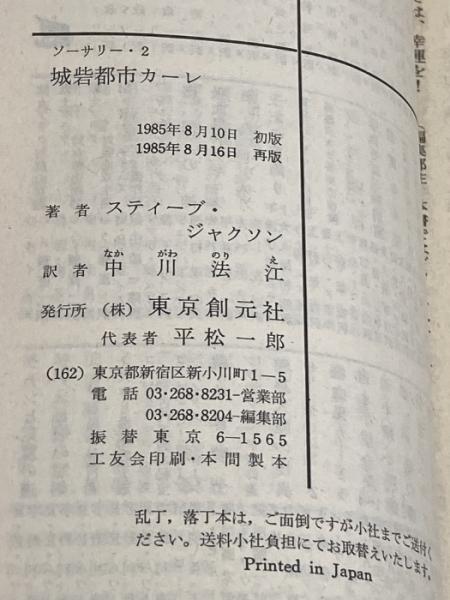 ソーサリー・2
城砦都市カーレ
1985年8月10日 初版
1985年8月16日 再版
著者 スティーブ・
ジャクソン
なか がわ のり え
訳者 中川法江
発行所 (株) 東京創元社
代表者 平松一郎
(162) 東京都新宿区新小川町1—5
電話 03・268・8231-営業部
03・268・8204-編集部
振替東京 6—1565
工友会印刷・本間製本
乱丁，落丁本は，ご面倒ですが小社までご送付く
ださい。送料小社負担にてお取替えいたします。
Printed in Japan
は、幸運を！